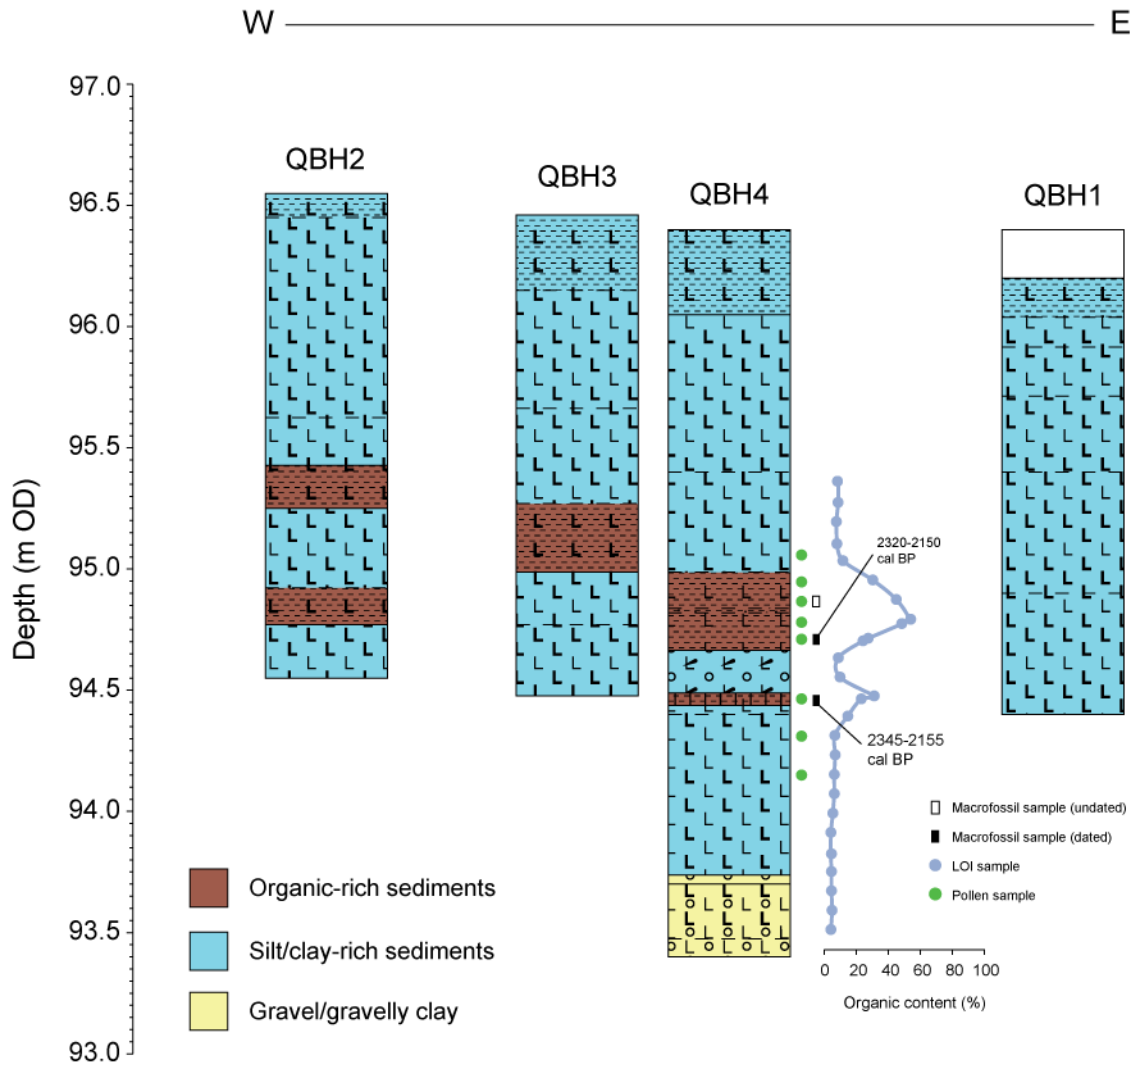 W E
97.0
QBH2
QBH3
QBH4
QBH1
96.5
96.0
95.5
95.0
94.5
94.0
93.5
93.0
Depth (m OD)
2320-2150
cal BP
2345-2155
cal BP
Macrofossil sample (undated)
Macrofossil sample (dated)
LOI sample
Pollen sample
0 20 40 60 80 100
Organic content (%)
Organic-rich sediments
Silt/clay-rich sediments
Gravel/gravelly clay